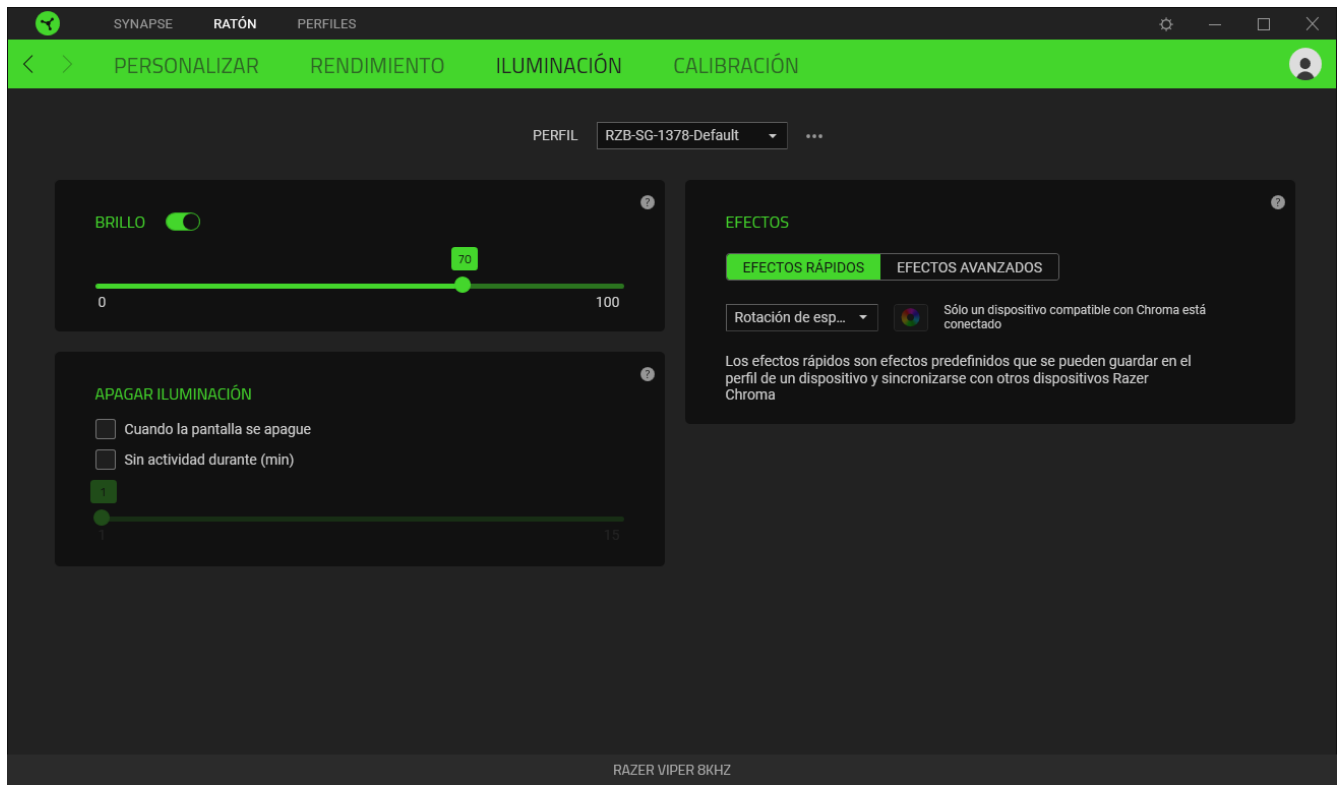 SYNAPSE RATÓN PERFILES
PERSONALIZAR RENDIMIENTO ILUMINACIÓN CALIBRACIÓN
PERFIL RZB-SG-1378-Default
BRILLO
70
0 100
APAGAR ILUMINACIÓN
Cuando la pantalla se apague
Sin actividad durante (min)
1
1 15
EFECTOS
EFECTOS RÁPIDOS EFECTOS AVANZADOS
Rotación de esp...
Sólo un dispositivo compatible con Chroma está
conectado
Los efectos rápidos son efectos predefinidos que se pueden guardar en el
perfil de un dispositivo y sincronizarse con otros dispositivos Razer
Chroma
RAZER VIPER 8KHZ